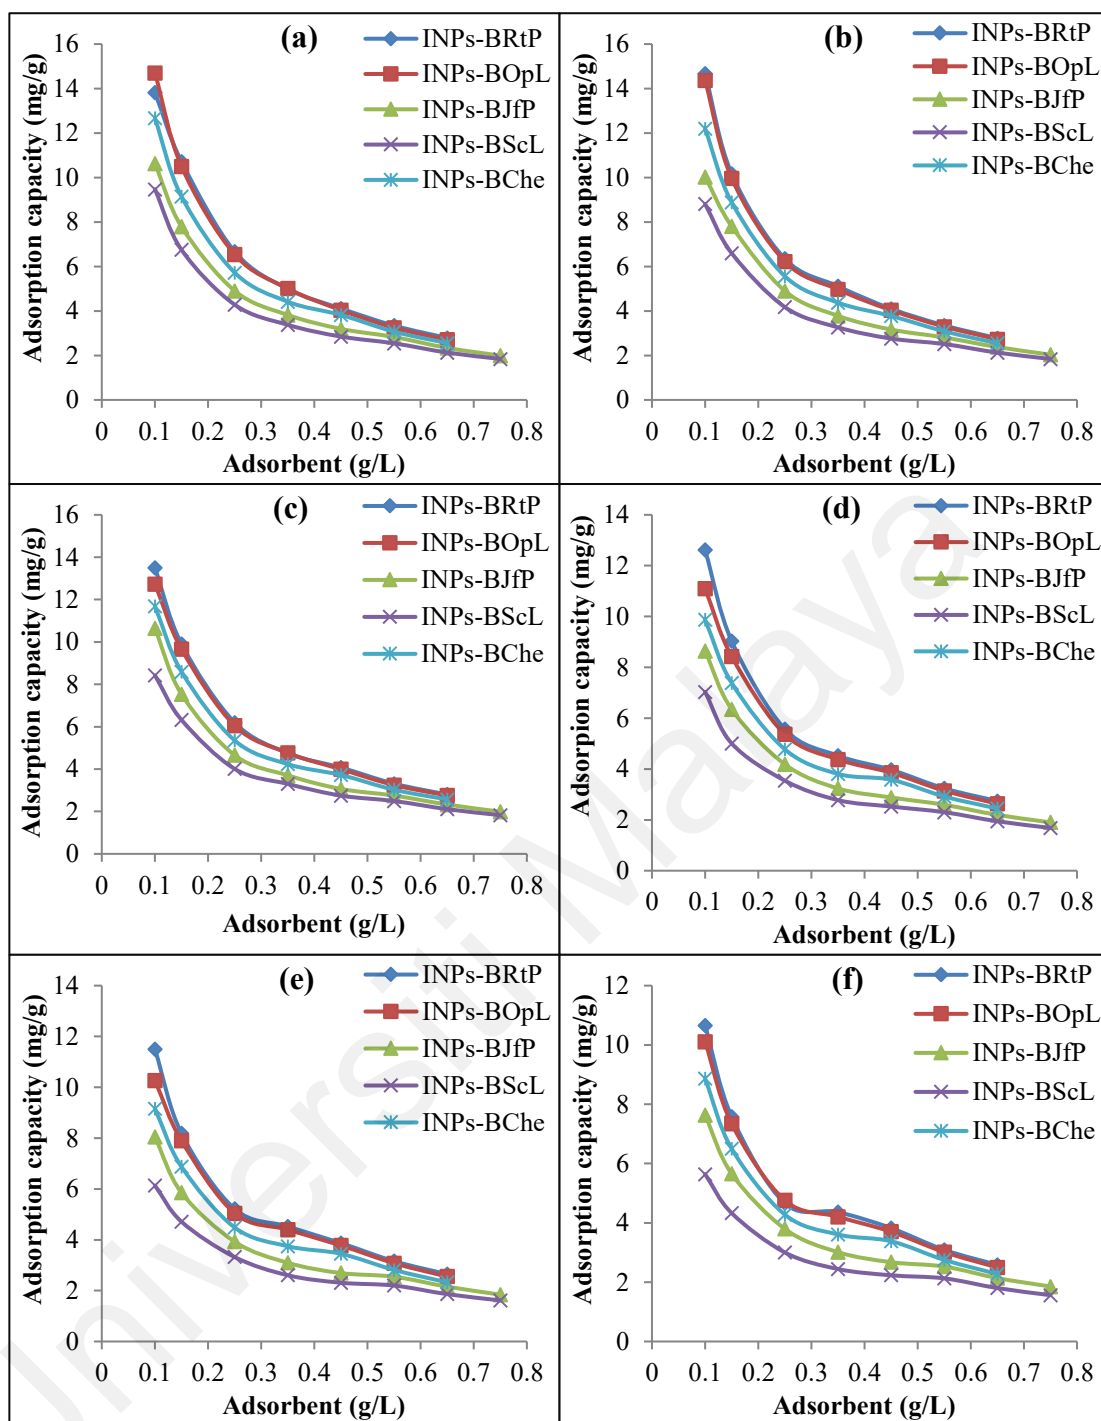 (a)
INPs-BRtP
INPs-BOpL
INPs-BJfP
INPs-BScL
INPs-BChe
Adsorption capacity (mg/g)
16
14
12
10
8
6
4
2
0
0 0.1 0.2 0.3 0.4 0.5 0.6 0.7 0.8
Adsorbent (g/L)
(b)
INPs-BRtP
INPs-BOpL
INPs-BJfP
INPs-BScL
INPs-BChe
Adsorption capacity (mg/g)
16
14
12
10
8
6
4
2
0
0 0.1 0.2 0.3 0.4 0.5 0.6 0.7 0.8
Adsorbent (g/L)
(c)
INPs-BRtP
INPs-BOpL
INPs-BJfP
INPs-BScL
INPs-BChe
Adsorption capacity (mg/g)
16
14
12
10
8
6
4
2
0
0 0.1 0.2 0.3 0.4 0.5 0.6 0.7 0.8
Adsorbent (g/L)
(d)
INPs-BRtP
INPs-BOpL
INPs-BJfP
INPs-BScL
INPs-BChe
Adsorpion capacity (mg/g)
14
12
10
8
6
4
2
0
0 0.1 0.2 0.3 0.4 0.5 0.6 0.7 0.8
Adsorbent (g/L)
(e)
INPs-BRtP
INPs-BOpL
INPs-BJfP
INPs-BScL
INPs-BChe
Adsorption capacity (mg/g)
14
12
10
8
6
4
2
0
0 0.1 0.2 0.3 0.4 0.5 0.6 0.7 0.8
Adsorbent (g/L)
(f)
INPs-BRtP
INPs-BOpL
INPs-BJfP
INPs-BScL
INPs-BChe
Adsorption capacity (mg/g)
12
10
8
6
4
2
0
0 0.1 0.2 0.3 0.4 0.5 0.6 0.7 0.8
Adsorbent (g/L)
niversiti Malaya